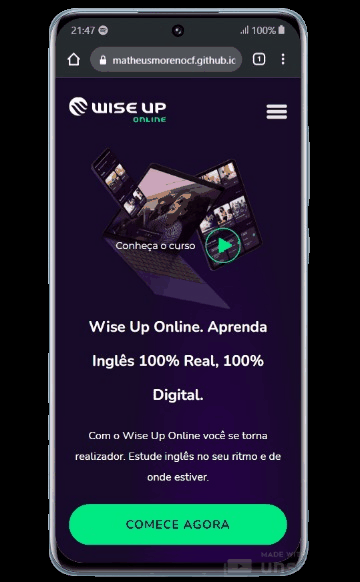 21:47
100%
matheusmorenocf.github.io
1
WISE UP
ONLINE
Conheça o curso
Wise Up Online. Aprenda
Inglês 100% Real, 100%
Digital.
Com o Wise Up Online você se torna
realizador. Estude inglês no seu ritmo e de
onde estiver.
COMECE AGORA
MADE WITH